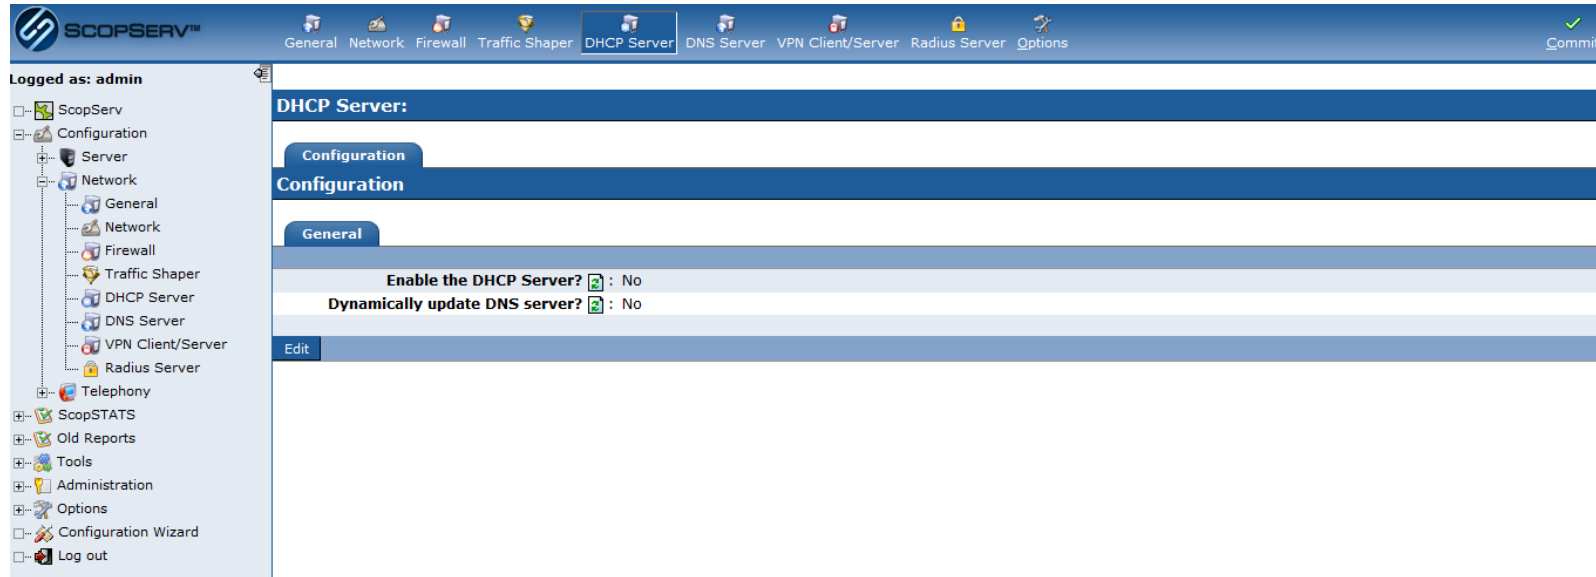 SCOPSERV™
General Network Firewall Traffic Shaper DHCP Server DNS Server VPN Client/Server Radius Server Options
Logged as: admin
ScopServ
Configuration
Server
Network
General
Network
Firewall
Traffic Shaper
DHCP Server
DNS Server
VPN Client/Server
Radius Server
Telephony
ScopSTATS
Old Reports
Tools
Administration
Options
Configuration Wizard
Log out
DHCP Server:
Configuration
Configuration
General
Enable the DHCP Server? : No
Dynamically update DNS server? : No
Edit